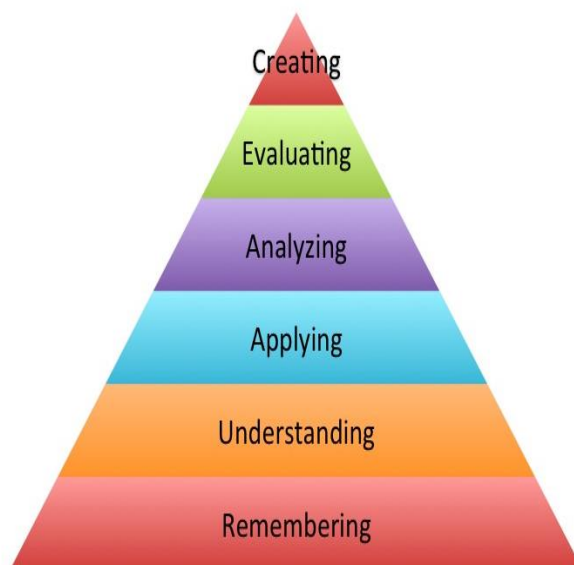 Creating
Evaluating
Analyzing
Applying
Understanding
Remembering